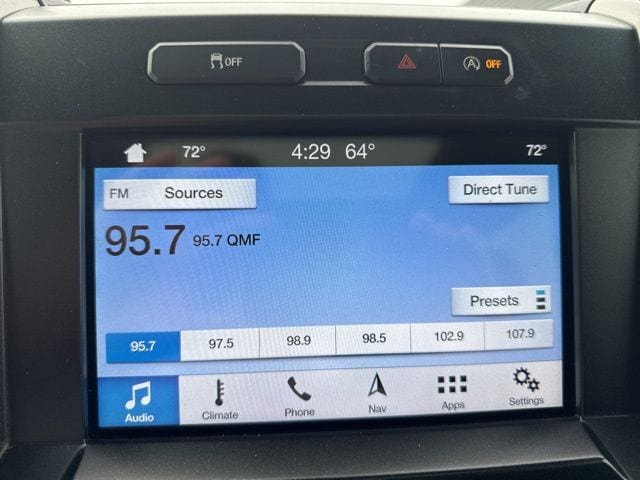 OFF OFF
72° 4:29 64° 72°
FM Sources Direct Tune
95.7 95.7 QMF
Presets
95.7 97.5 98.9 98.5 102.9 107.9
Audio Climate Phone Nav Apps Settings